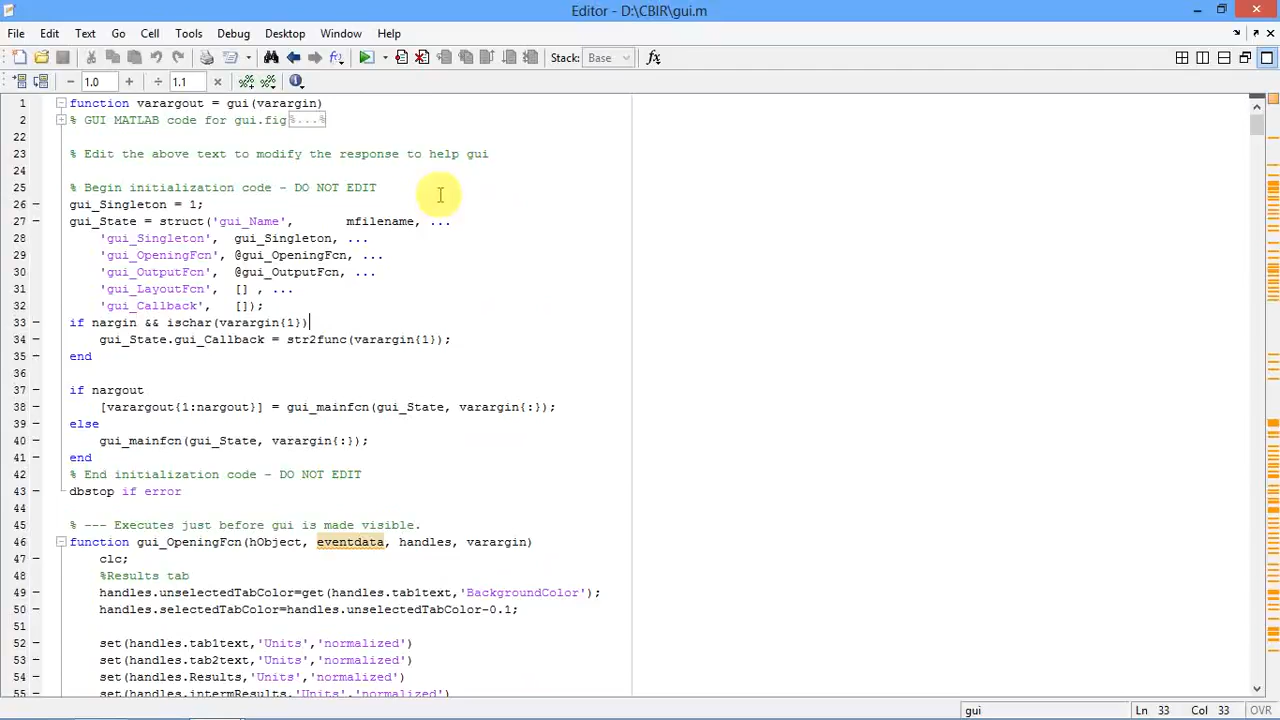 Editor - D:\CBIR\gui.m
File Edit Text Go Cell Tools Debug Desktop Window Help
Stack: Base fx
- 1.0 + ÷ 1.1 ×
1 function varargout = gui(varargin)
2 % GUI MATLAB code for gui.fig%...%
22
23 % Edit the above text to modify the response to help gui
24
25 % Begin initialization code - DO NOT EDIT
26 - gui_Singleton = 1;
27 - gui_State = struct('gui_Name', mfilename, ...
28 'gui_Singleton', gui_Singleton, ...
29 'gui_OpeningFcn', @gui_OpeningFcn, ...
30 'gui_OutputFcn', @gui_OutputFcn, ...
31 'gui_LayoutFcn', [] , ...
32 'gui_Callback', []);
33 - if nargin && ischar(varargin{1})
34 - gui_State.gui_Callback = str2func(varargin{1});
35 - end
36
37 - if nargout
38 - [varargout{1:nargout}] = gui_mainfcn(gui_State, varargin{:});
39 - else
40 - gui_mainfcn(gui_State, varargin{:});
41 - end
42 % End initialization code - DO NOT EDIT
43 - dbstop if error
44
45 % --- Executes just before gui is made visible.
46 function gui_OpeningFcn(hObject, eventdata, handles, varargin)
47 - clc;
48 %Results tab
49 - handles.unselectedTabColor=get(handles.tab1text,'BackgroundColor');
50 - handles.selectedTabColor=handles.unselectedTabColor-0.1;
51
52 - set(handles.tab1text,'Units','normalized')
53 - set(handles.tab2text,'Units','normalized')
54 - set(handles.Results,'Units','normalized')
55 - set(handles.intermResults,'Units','normalized')
gui Ln 33 Col 33 OVR